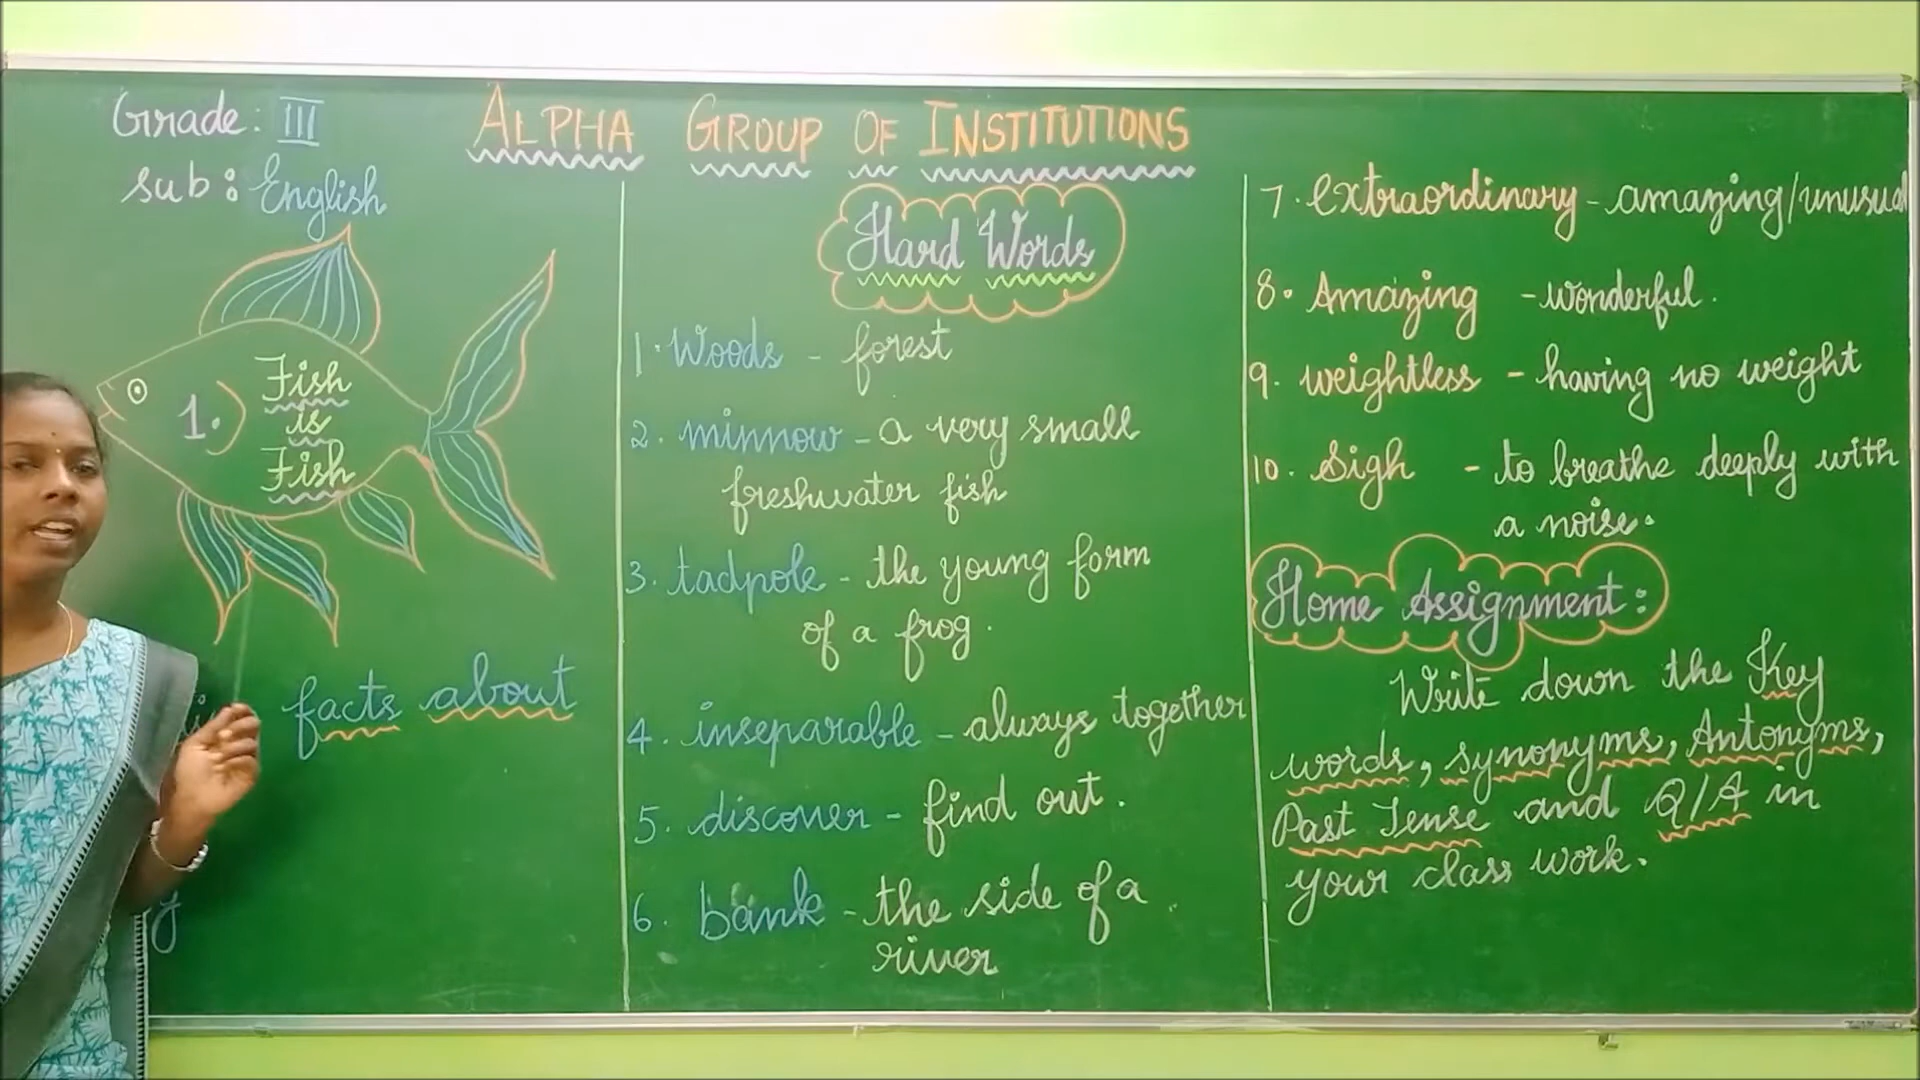 Grade: III
Sub: English
ALPHA GROUP OF INSTITUTIONS
1.
Fish
is
Fish
facts about
Hard Words
1. Woods - forest
2. minnow - a very small
freshwater fish
3. tadpole - the young form
of a frog.
4. inseparable - always together
5. discover - find out.
6. bank - the side of a
river
7. extraordinary - amazing/unusual
8. Amazing - wonderful.
9. weightless - having no weight
10. Sigh - to breathe deeply with
a noise.
Home Assignment:
Write down the Key
words, synonyms, Antonyms,
Past Tense and Q/A in
your class work.